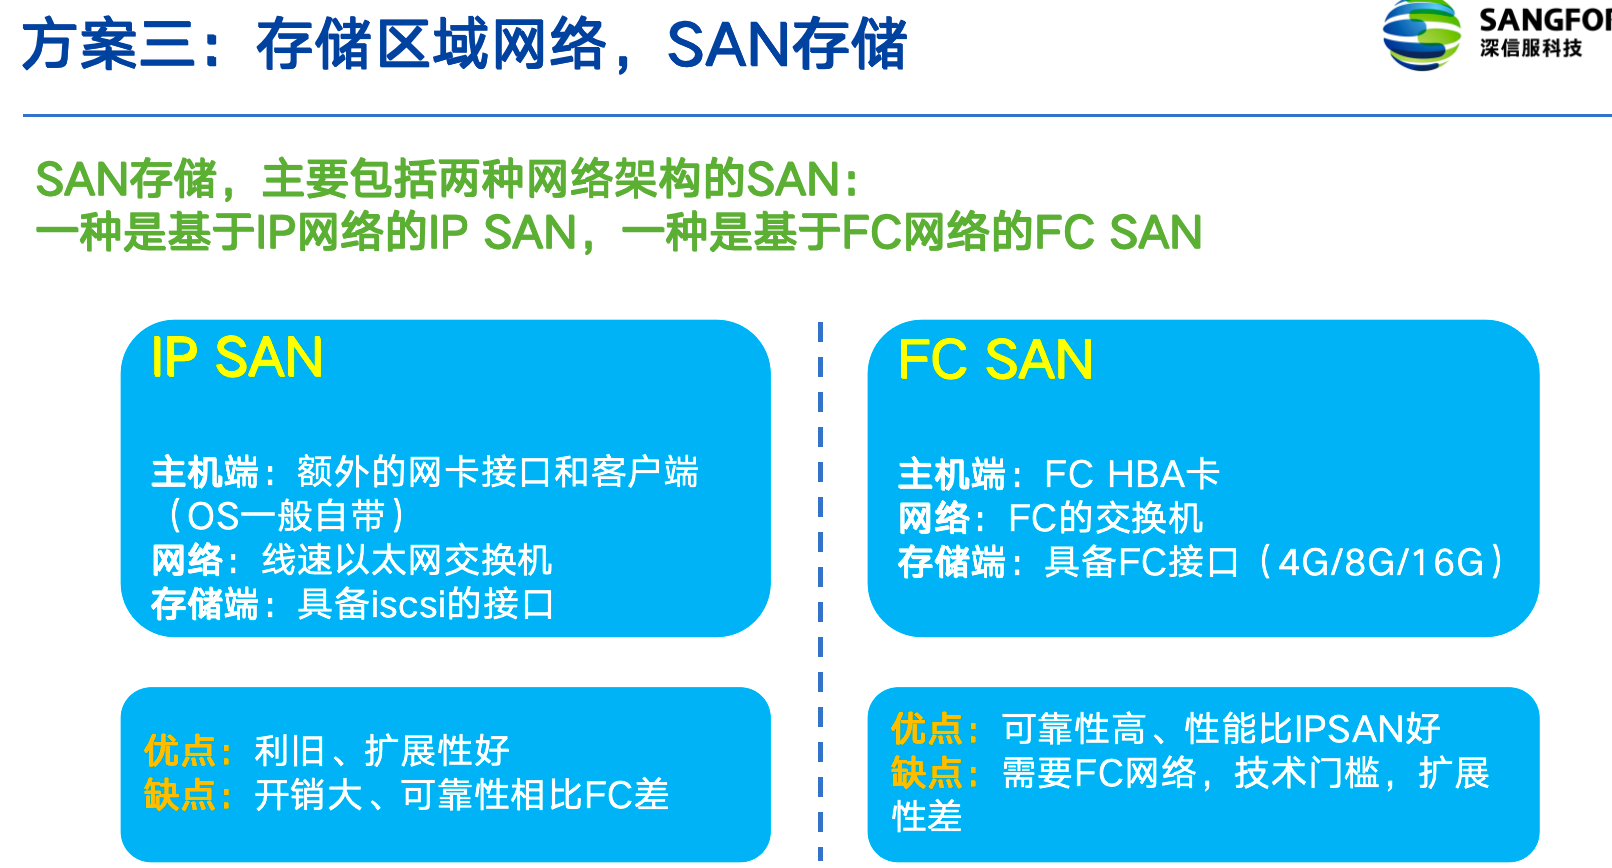 方案三：存储区域网络，SAN存储
SANGFOR
深信服科技
SAN存储，主要包括两种网络架构的SAN：
一种是基于IP网络的IP SAN，一种是基于FC网络的FC SAN
IP SAN
主机端：额外的网卡接口和客户端
（OS一般自带）
网络：线速以太网交换机
存储端：具备iscsi的接口
优点：利旧、扩展性好
缺点：开销大、可靠性相比FC差
FC SAN
主机端：FC HBA卡
网络：FC的交换机
存储端：具备FC接口（4G/8G/16G）
优点：可靠性高、性能比IPSAN好
缺点：需要FC网络，技术门槛，扩展
性差